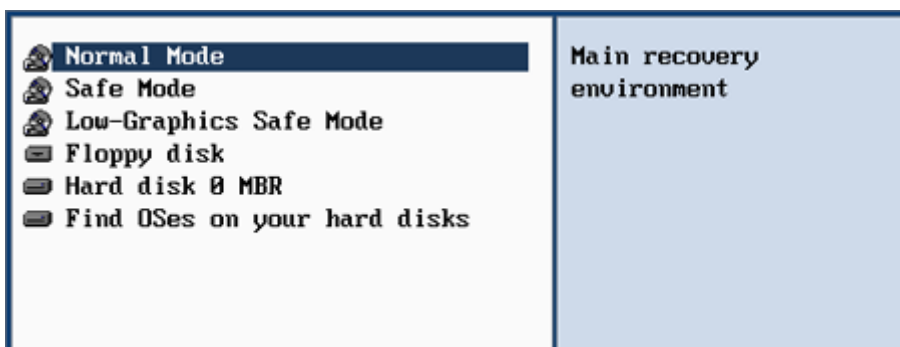 Normal Mode
Safe Mode
Low-Graphics Safe Mode
Floppy disk
Hard disk 0 MBR
Find OSes on your hard disks
Main recovery
environment